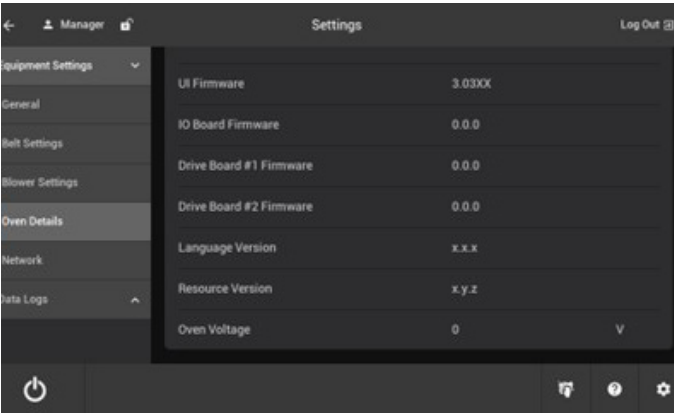 Manager
Settings
Log Out
Equipment Settings
General
Belt Settings
Blower Settings
Oven Details
Network
Data Logs
UI Firmware 3.03XX
IO Board Firmware 0.0.0
Drive Board #1 Firmware 0.0.0
Drive Board #2 Firmware 0.0.0
Language Version x.x.x
Resource Version x.y.z
Oven Voltage 0 V